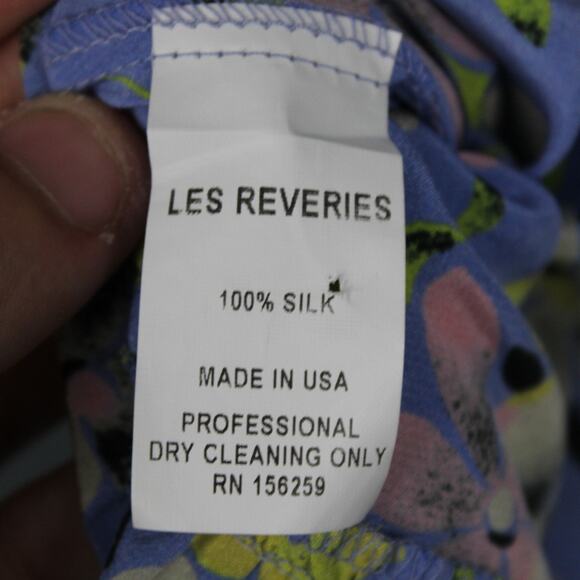 LES REVERIES
100% SILK
MADE IN USA
PROFESSIONAL
DRY CLEANING ONLY
RN 156259